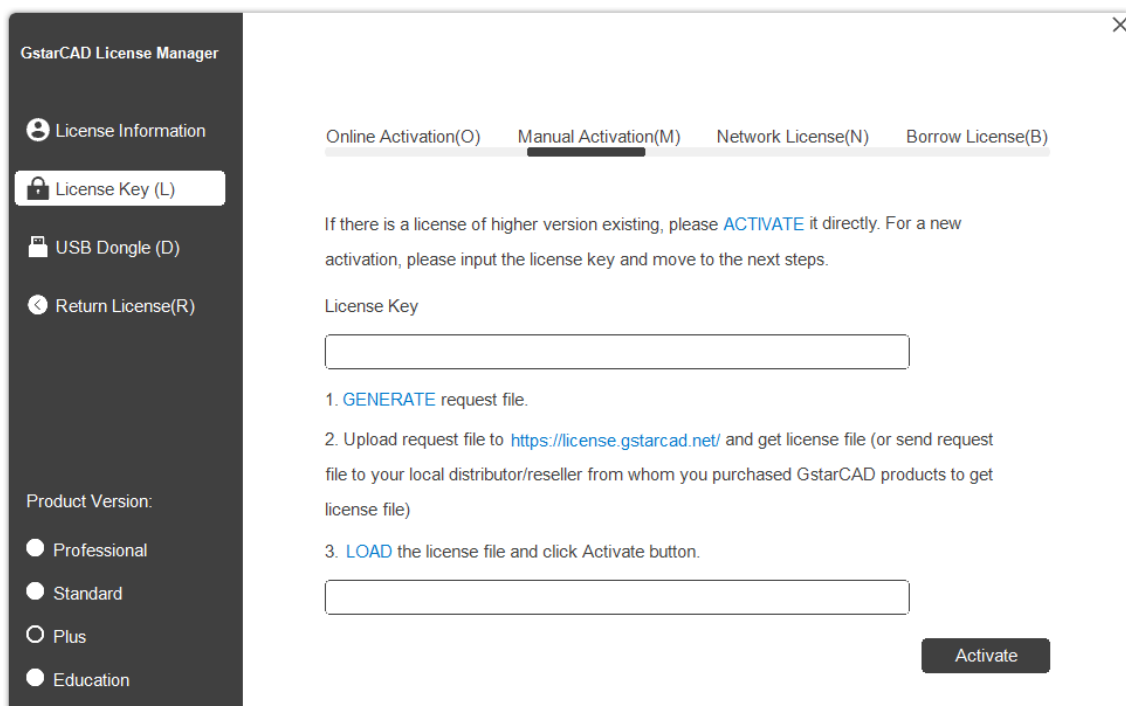 GstarCAD License Manager
License Information
License Key (L)
USB Dongle (D)
Return License(R)
Product Version:
Professional
Standard
Plus
Education
Online Activation(O)
Manual Activation(M)
Network License(N)
Borrow License(B)
If there is a license of higher version existing, please ACTIVATE it directly. For a new
activation, please input the license key and move to the next steps.
License Key
1. GENERATE request file.
2. Upload request file to https://license.gstarcad.net/ and get license file (or send request
file to your local distributor/reseller from whom you purchased GstarCAD products to get
license file)
3. LOAD the license file and click Activate button.
Activate